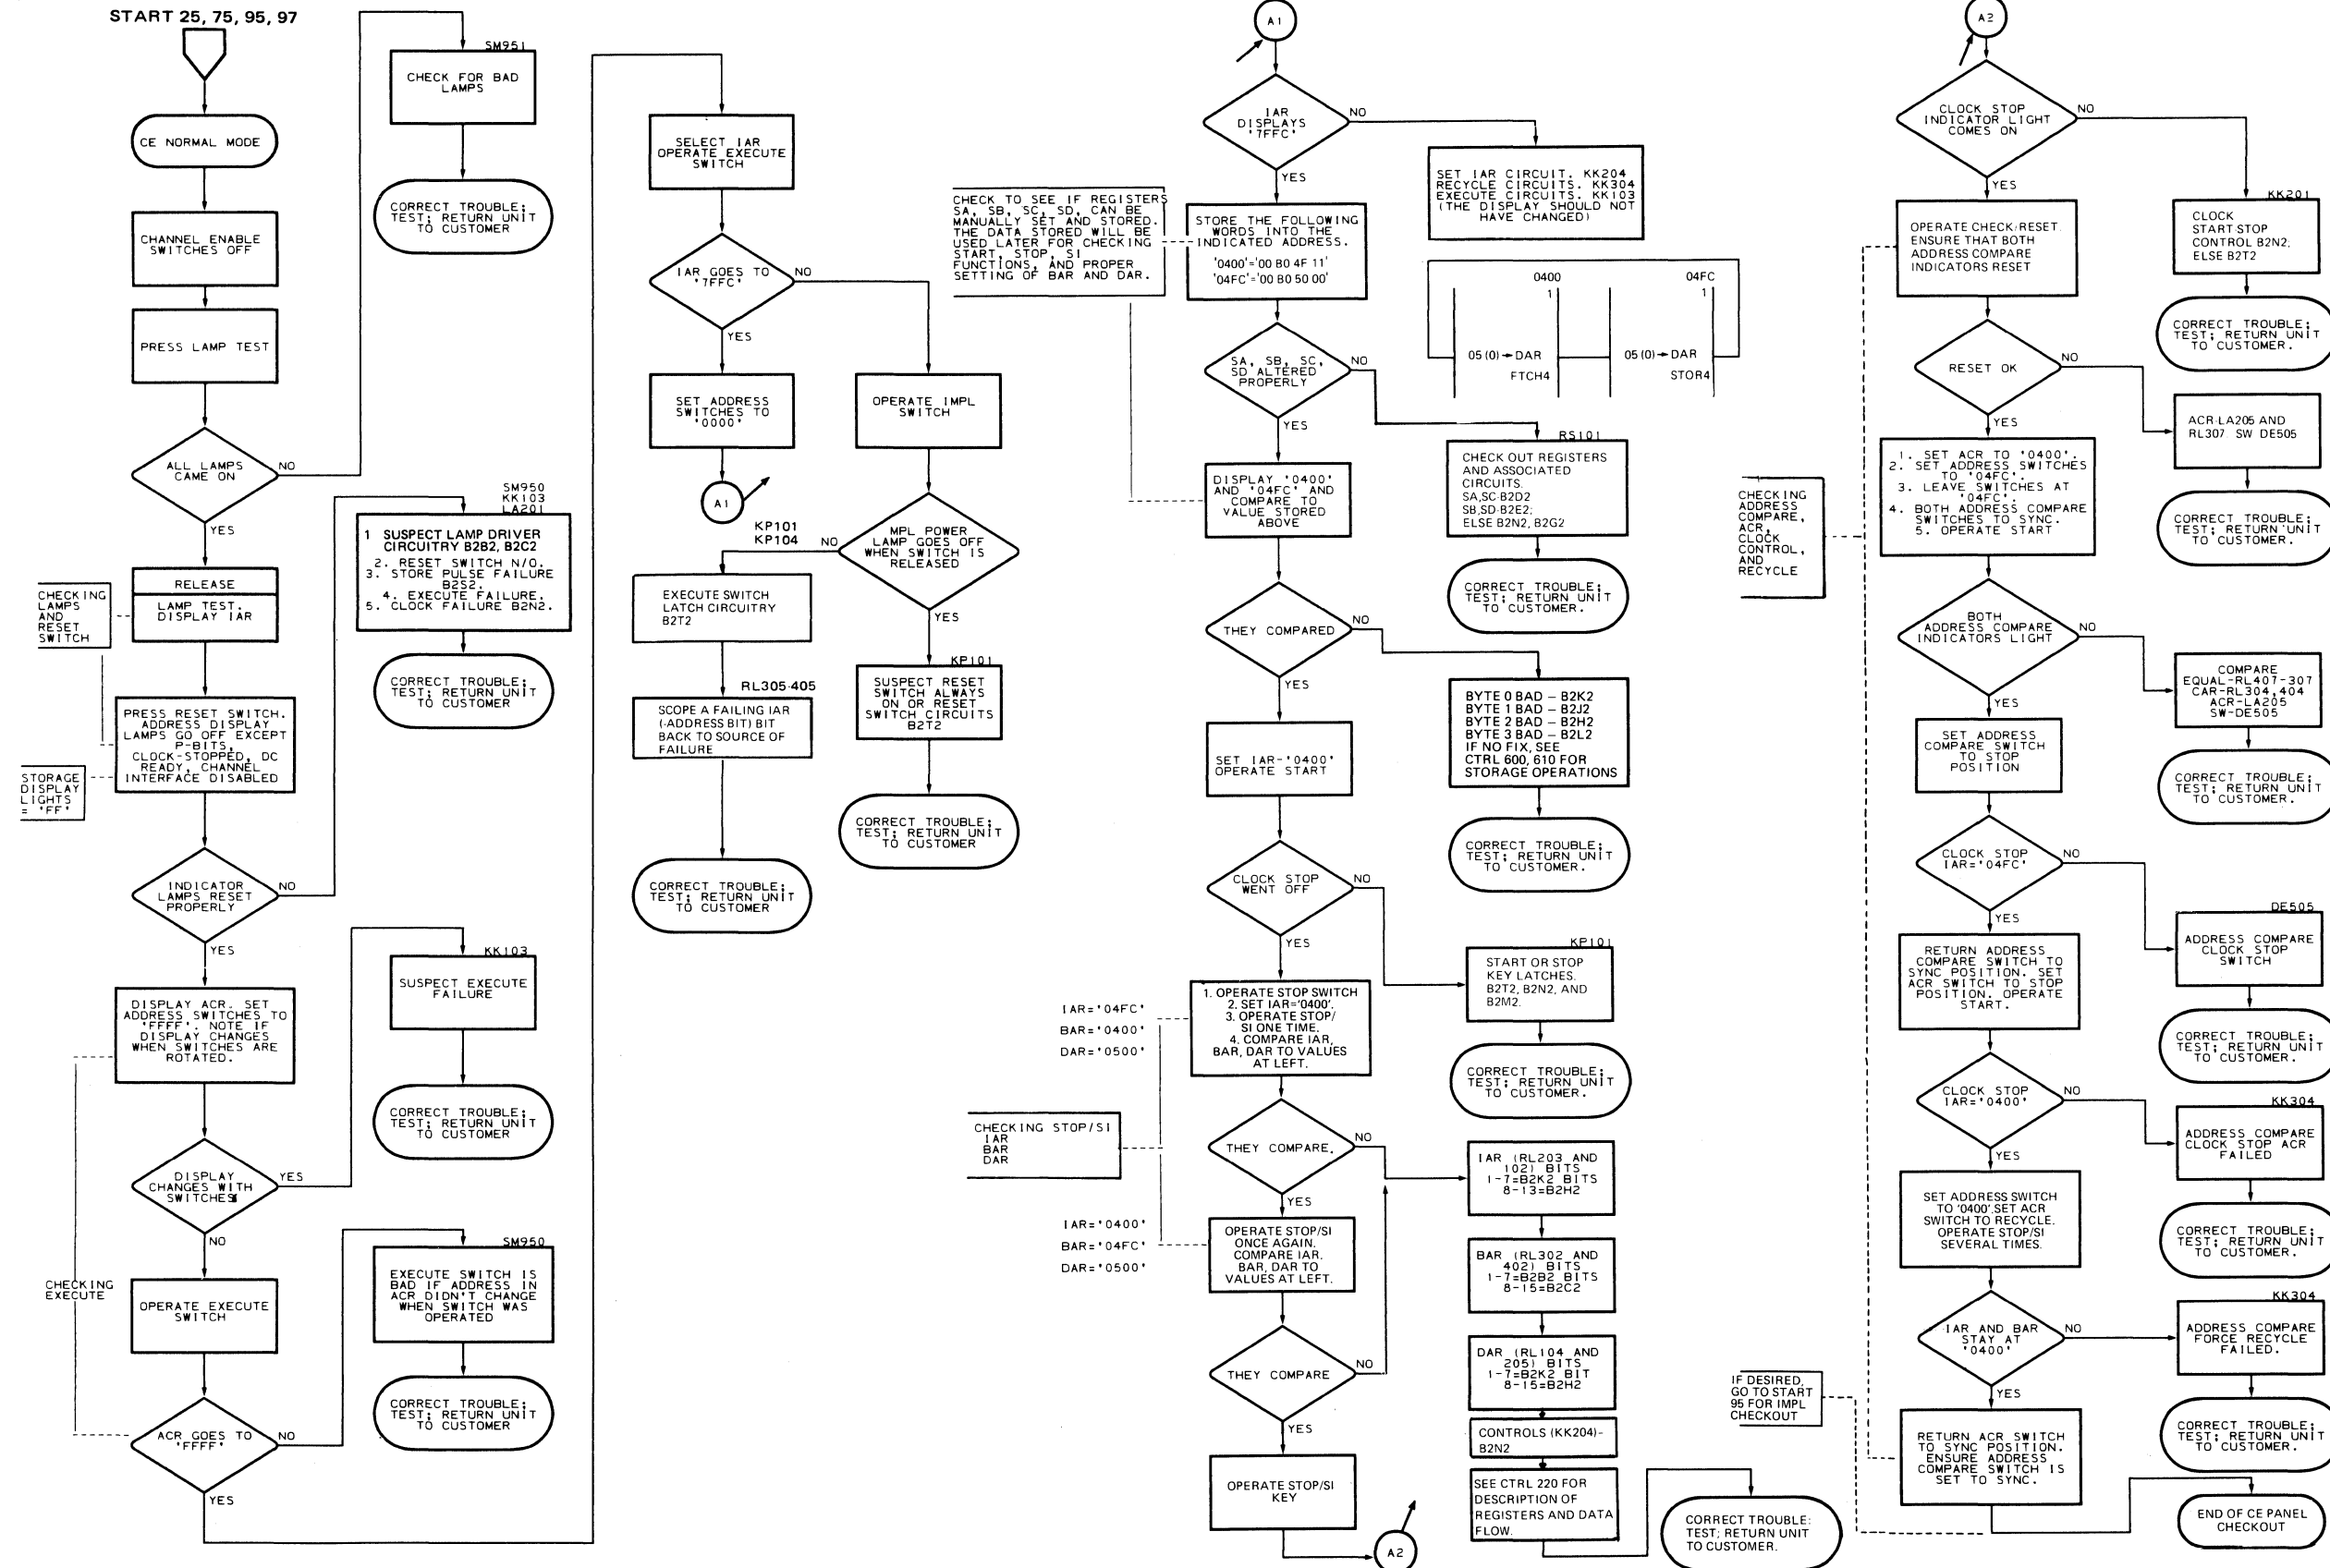 START 25, 75, 95, 97
CE NORMAL MODE
CHANNEL ENABLE
SWITCHES OFF
PRESS LAMP TEST
ALL LAMPS
CAME ON
NO
YES
SM951
CHECK FOR BAD
LAMPS
CORRECT TROUBLE;
TEST; RETURN UNIT
TO CUSTOMER
RELEASE
LAMP TEST.
DISPLAY IAR
CHECKING
LAMPS
AND
RESET
SWITCH
SM950
KK103
LA201
1 SUSPECT LAMP DRIVER
CIRCUITRY B2B2, B2C2
2. RESET SWITCH N/O.
3. STORE PULSE FAILURE
B2S2.
4. EXECUTE FAILURE.
5. CLOCK FAILURE B2N2.
CORRECT TROUBLE;
TEST; RETURN UNIT
TO CUSTOMER
PRESS RESET SWITCH.
ADDRESS DISPLAY
LAMPS GO OFF EXCEPT
P-BITS,
CLOCK-STOPPED, DC
READY, CHANNEL
INTERFACE DISABLED
STORAGE
DISPLAY
LIGHTS
= 'FF'
INDICATOR
LAMPS RESET
PROPERLY
NO
YES
DISPLAY ACR. SET
ADDRESS SWITCHES TO
'FFFF'. NOTE IF
DISPLAY CHANGES
WHEN SWITCHES ARE
ROTATED.
KK103
SUSPECT EXECUTE
FAILURE
CORRECT TROUBLE;
TEST; RETURN UNIT
TO CUSTOMER
DISPLAY
CHANGES WITH
SWITCHES
YES
NO
CHECKING
EXECUTE
OPERATE EXECUTE
SWITCH
SM950
EXECUTE SWITCH IS
BAD IF ADDRESS IN
ACR DIDN'T CHANGE
WHEN SWITCH WAS
OPERATED
CORRECT TROUBLE;
TEST; RETURN UNIT
TO CUSTOMER
ACR GOES TO
'FFFF'
NO
YES
SELECT IAR
OPERATE EXECUTE
SWITCH
IAR GOES TO
'7FFC'
NO
YES
SET ADDRESS
SWITCHES TO
'0000'
A1
OPERATE IMPL
SWITCH
MPL POWER
LAMP GOES OFF
WHEN SWITCH IS
RELEASED
NO
YES
KP101
KP104
EXECUTE SWITCH
LATCH CIRCUITRY
B2T2
RL305-405
SCOPE A FAILING IAR
(-ADDRESS BIT) BIT
BACK TO SOURCE OF
FAILURE
CORRECT TROUBLE;
TEST; RETURN UNIT
TO CUSTOMER
KP101
SUSPECT RESET
SWITCH ALWAYS
ON OR RESET
SWITCH CIRCUITS
B2T2
CORRECT TROUBLE;
TEST; RETURN UNIT
TO CUSTOMER
A1
IAR
DISPLAYS
'7FFC'
NO
YES
SET IAR CIRCUIT. KK204
RECYCLE CIRCUITS. KK304
EXECUTE CIRCUITS. KK103
(THE DISPLAY SHOULD NOT
HAVE CHANGED)
CHECK TO SEE IF REGISTERS
SA, SB, SC, SD, CAN BE
MANUALLY SET AND STORED.
THE DATA STORED WILL BE
USED LATER FOR CHECKING
START, STOP, SI
FUNCTIONS, AND PROPER
SETTING OF BAR AND DAR.
STORE THE FOLLOWING
WORDS INTO THE
INDICATED ADDRESS.
'0400'='00 B0 4F 11'
'04FC'='00 B0 50 00'
0400
1
05(0)→DAR
FTCH4
04FC
1
05(0)→DAR
STOR4
SA, SB, SC,
SD ALTERED
PROPERLY
NO
YES
RS101
CHECK OUT REGISTERS
AND ASSOCIATED
CIRCUITS.
SA,SC-B2D2
SB,SD-B2E2;
ELSE B2N2, B2G2
CORRECT TROUBLE;
TEST; RETURN UNIT
TO CUSTOMER.
DISPLAY '0400'
AND '04FC' AND
COMPARE TO
VALUE STORED
ABOVE
THEY COMPARED
NO
YES
BYTE 0 BAD – B2K2
BYTE 1 BAD – B2J2
BYTE 2 BAD – B2H2
BYTE 3 BAD – B2L2
IF NO FIX, SEE
CTRL 600, 610 FOR
STORAGE OPERATIONS
CORRECT TROUBLE;
TEST; RETURN UNIT
TO CUSTOMER.
SET IAR-'0400'
OPERATE START
CLOCK STOP
WENT OFF
NO
YES
KP101
START OR STOP
KEY LATCHES.
B2T2, B2N2, AND
B2M2.
CORRECT TROUBLE;
TEST; RETURN UNIT
TO CUSTOMER.
1. OPERATE STOP SWITCH
2. SET IAR='0400'.
3. OPERATE STOP/
SI ONE TIME.
4. COMPARE IAR,
BAR, DAR TO VALUES
AT LEFT.
IAR='04FC'
BAR='0400'
DAR='0500'
CHECKING STOP/SI
IAR
BAR
DAR
THEY COMPARE.
NO
YES
IAR='0400'
BAR='04FC'
DAR='0500'
OPERATE STOP/SI
ONCE AGAIN.
COMPARE IAR.
BAR, DAR TO
VALUES AT LEFT.
THEY COMPARE
NO
YES
OPERATE STOP/SI
KEY
A2
IAR (RL203 AND
102) BITS
1-7=B2K2 BITS
8-13=B2H2
BAR (RL302 AND
402) BITS
1-7=B2B2 BITS
8-15=B2C2
DAR (RL104 AND
205) BITS
1-7=B2K2 BIT
8-15=B2H2
CONTROLS (KK204)-
B2N2
SEE CTRL 220 FOR
DESCRIPTION OF
REGISTERS AND DATA
FLOW.
CORRECT TROUBLE:
TEST; RETURN UNIT
TO CUSTOMER.
A2
CLOCK STOP
INDICATOR LIGHT
COMES ON
NO
YES
KK201
CLOCK
START STOP
CONTROL B2N2;
ELSE B2T2
CORRECT TROUBLE;
TEST; RETURN UNIT
TO CUSTOMER.
OPERATE CHECK/RESET.
ENSURE THAT BOTH
ADDRESS COMPARE
INDICATORS RESET
RESET OK
NO
YES
ACR-LA205 AND
RL307. SW DE505
CORRECT TROUBLE;
TEST; RETURN UNIT
TO CUSTOMER.
1. SET ACR TO '0400'.
2. SET ADDRESS SWITCHES
TO '04FC'.
3. LEAVE SWITCHES AT
'04FC'.
4. BOTH ADDRESS COMPARE
SWITCHES TO SYNC.
5. OPERATE START
CHECKING
ADDRESS
COMPARE,
ACR,
CLOCK
CONTROL,
AND
RECYCLE
BOTH
ADDRESS COMPARE
INDICATORS LIGHT
NO
YES
COMPARE
EQUAL-RL407-307
CAR-RL304,404
ACR-LA205
SW-DE505
CORRECT TROUBLE;
TEST; RETURN UNIT
TO CUSTOMER.
SET ADDRESS
COMPARE SWITCH
TO STOP
POSITION
CLOCK STOP
IAR='04FC'
NO
YES
DE505
ADDRESS COMPARE
CLOCK STOP
SWITCH
CORRECT TROUBLE;
TEST; RETURN UNIT
TO CUSTOMER.
RETURN ADDRESS
COMPARE SWITCH TO
SYNC POSITION. SET
ACR SWITCH TO STOP
POSITION. OPERATE
START.
CLOCK STOP
IAR='0400'
NO
YES
KK304
ADDRESS COMPARE
CLOCK STOP ACR
FAILED
CORRECT TROUBLE;
TEST; RETURN UNIT
TO CUSTOMER.
SET ADDRESS SWITCH
TO '0400'.SET ACR
SWITCH TO RECYCLE.
OPERATE STOP/SI
SEVERAL TIMES.
IAR AND BAR
STAY AT
'0400'
NO
YES
KK304
ADDRESS COMPARE
FORCE RECYCLE
FAILED.
CORRECT TROUBLE;
TEST; RETURN UNIT
TO CUSTOMER.
IF DESIRED,
GO TO START
95 FOR IMPL
CHECKOUT
RETURN ACR SWITCH
TO SYNC POSITION.
ENSURE ADDRESS
COMPARE SWITCH IS
SET TO SYNC.
END OF CE PANEL
CHECKOUT